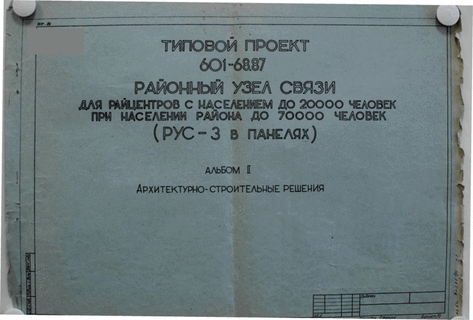 ТИПОВОЙ ПРОЕКТ
601-68.87
РАЙОННЫЙ УЗЕЛ СВЯЗИ
ДЛЯ РАЙЦЕНТРОВ С НАСЕЛЕНИЕМ ДО 20000 ЧЕЛОВЕК
ПРИ НАСЕЛЕНИИ РАЙОНА ДО 70000 ЧЕЛОВЕК
(РУС-3 В ПАНЕЛЯХ)
АЛЬБОМ II
АРХИТЕКТУРНО-СТРОИТЕЛЬНЫЕ РЕШЕНИЯ